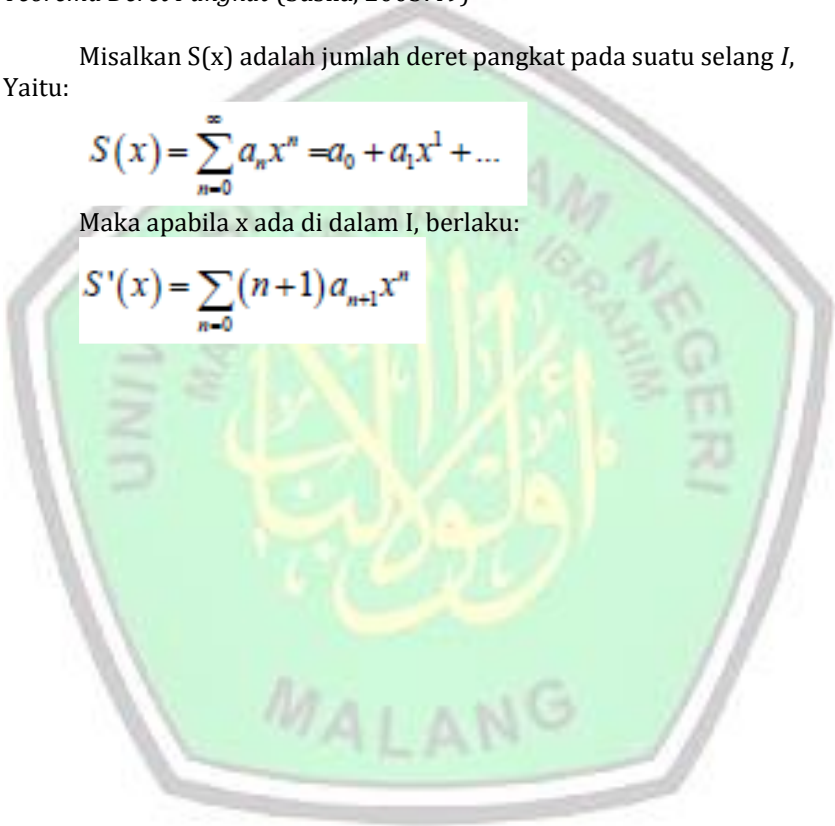 Misalkan S(x) adalah jumlah deret pangkat pada suatu selang I,
Yaitu:
S(x) = ∑_{n=0}^{∞} a_n x^n = a_0 + a_1 x^1 + ...
Maka apabila x ada di dalam I, berlaku:
S'(x) = ∑_{n=0} (n+1) a_{n+1} x^n
MALANG